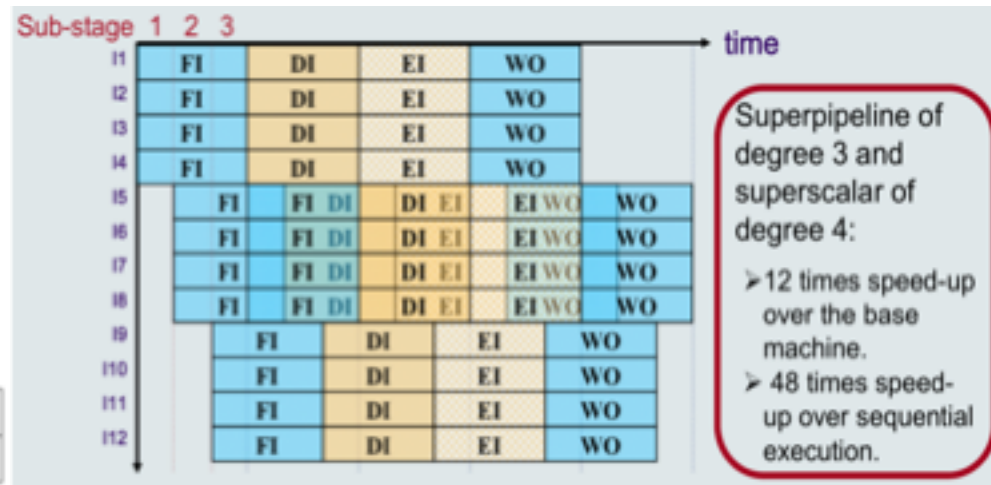 Sub-stage 1 2 3
time
I1 FI DI EI WO
I2 FI DI EI WO
I3 FI DI EI WO
I4 FI DI EI WO
I5 FI FI DI DI EI EI WO WO
I6 FI FI DI DI EI EI WO WO
I7 FI FI DI DI EI EI WO WO
I8 FI FI DI DI EI EI WO WO
I9 FI DI EI WO
I10 FI DI EI WO
I11 FI DI EI WO
I12 FI DI EI WO
Superpipeline of
degree 3 and
superscalar of
degree 4:
➢12 times speed-up
over the base
machine.
➢ 48 times speed-
up over sequential
execution.